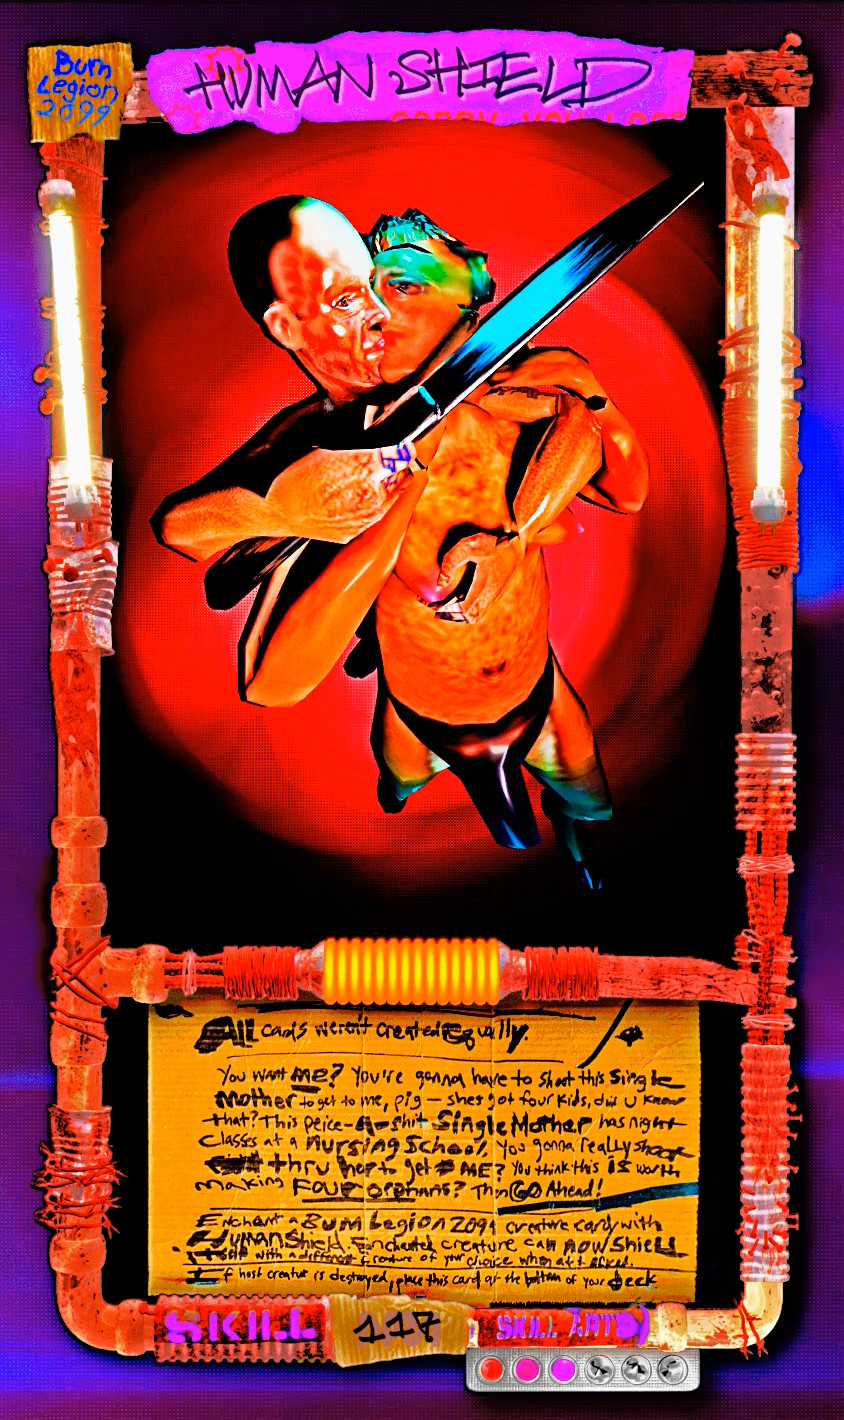 Bum
Legion
2099
HUMAN SHIELD
SORRY, YOU LOSE
ALL cards weren't created Equally.
You want ME? You're gonna have to shoot this single
mother to get to me, pig — shes got four kids, did u know
that? This peice-A-shit Single Mother has night
classes at a Nursing School. You gonna really shoot
thru her to get ME? You think this is worth
making FOUR orphans? Then GO Ahead!
Enchant a Bum Legion 2099 creature card with
Human Shield. Enchanted creature can now Shield
itself with a different creature of your choice when attacked.
If host creatur is destroyed, place this card at the bottom of your deck
SKILL
117
SKILL ARTS